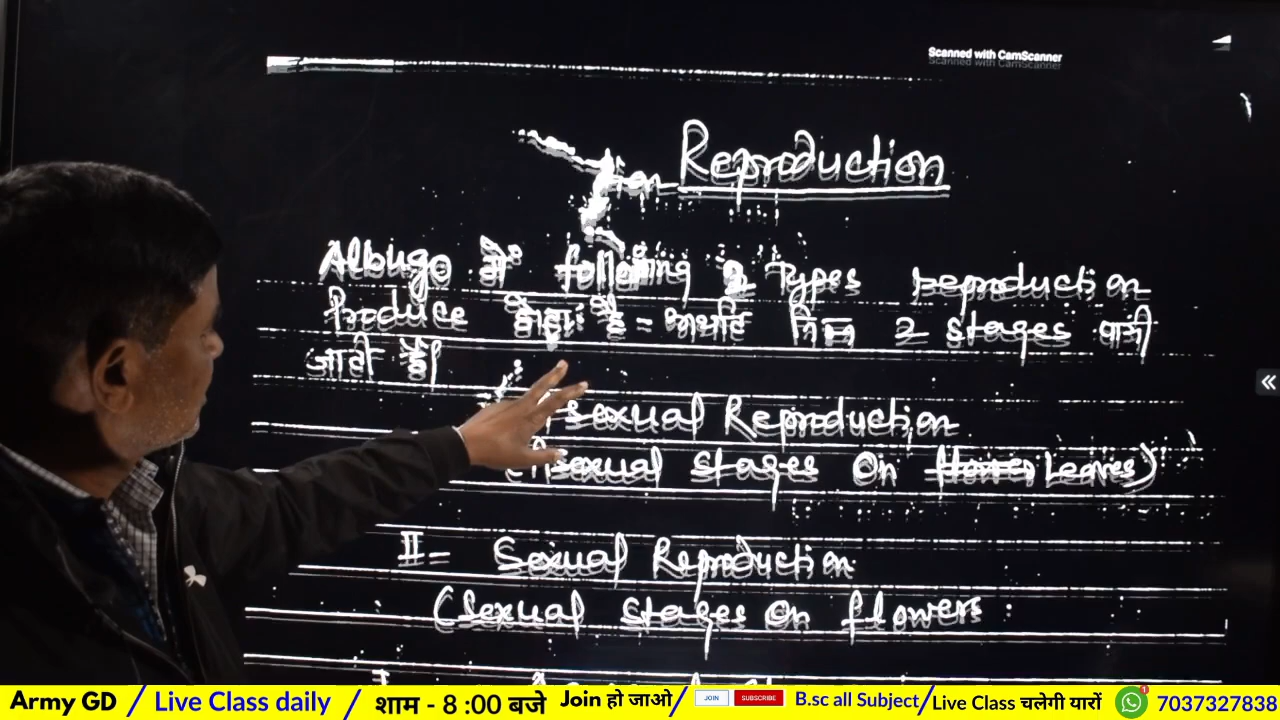 Scanned with CamScanner
Reproduction
Albugo में following 2 Types reproduction
Produce होता है = अर्थात निम्न 2 stages पायी
जाती है।
Asexual Reproduction
(Asexual stages On Leaves)
II= Sexual Reproduction
(Sexual stages on flowers
Army GD / Live Class daily / शाम - 8 :00 बजे Join हो जाओ / JOIN SUBSCRIBE B.sc all Subject / Live Class चलेगी यारों 1 7037327838